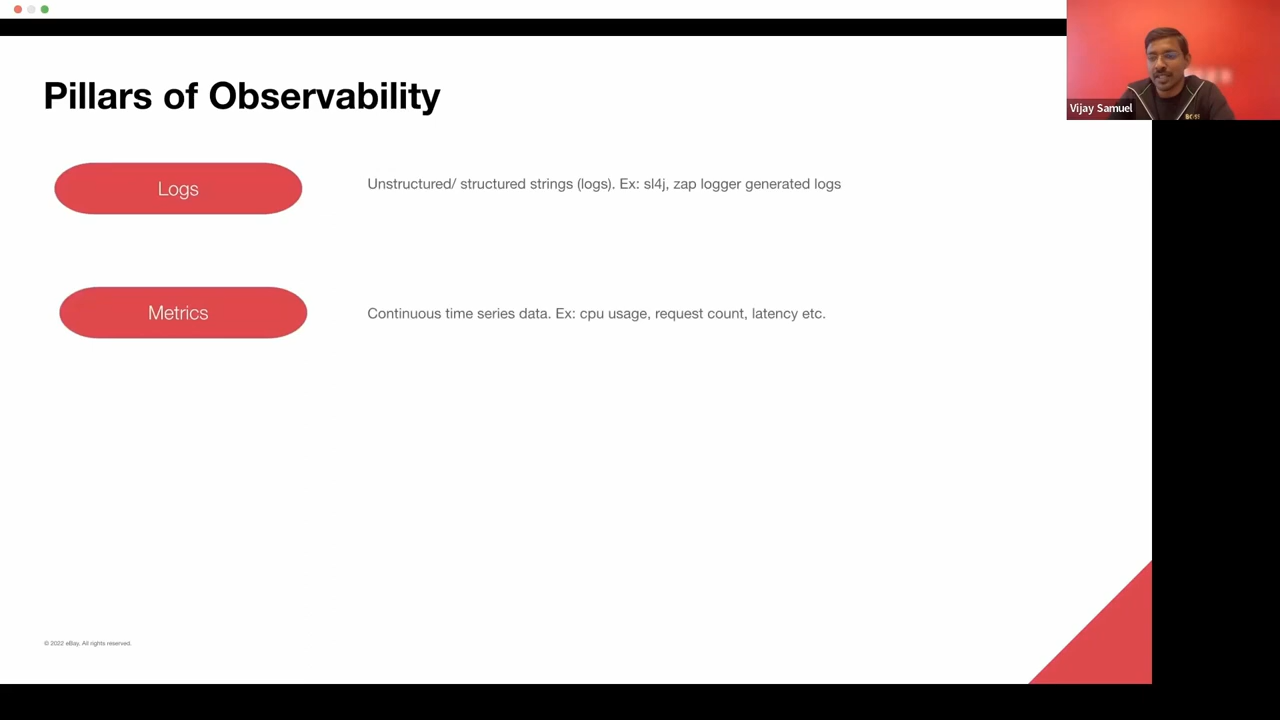 Pillars of Observability
Vijay Samuel
Logs
Unstructured/ structured strings (logs). Ex: sl4j, zap logger generated logs
Metrics
Continuous time series data. Ex: cpu usage, request count, latency etc.
© 2022 eBay. All rights reserved.